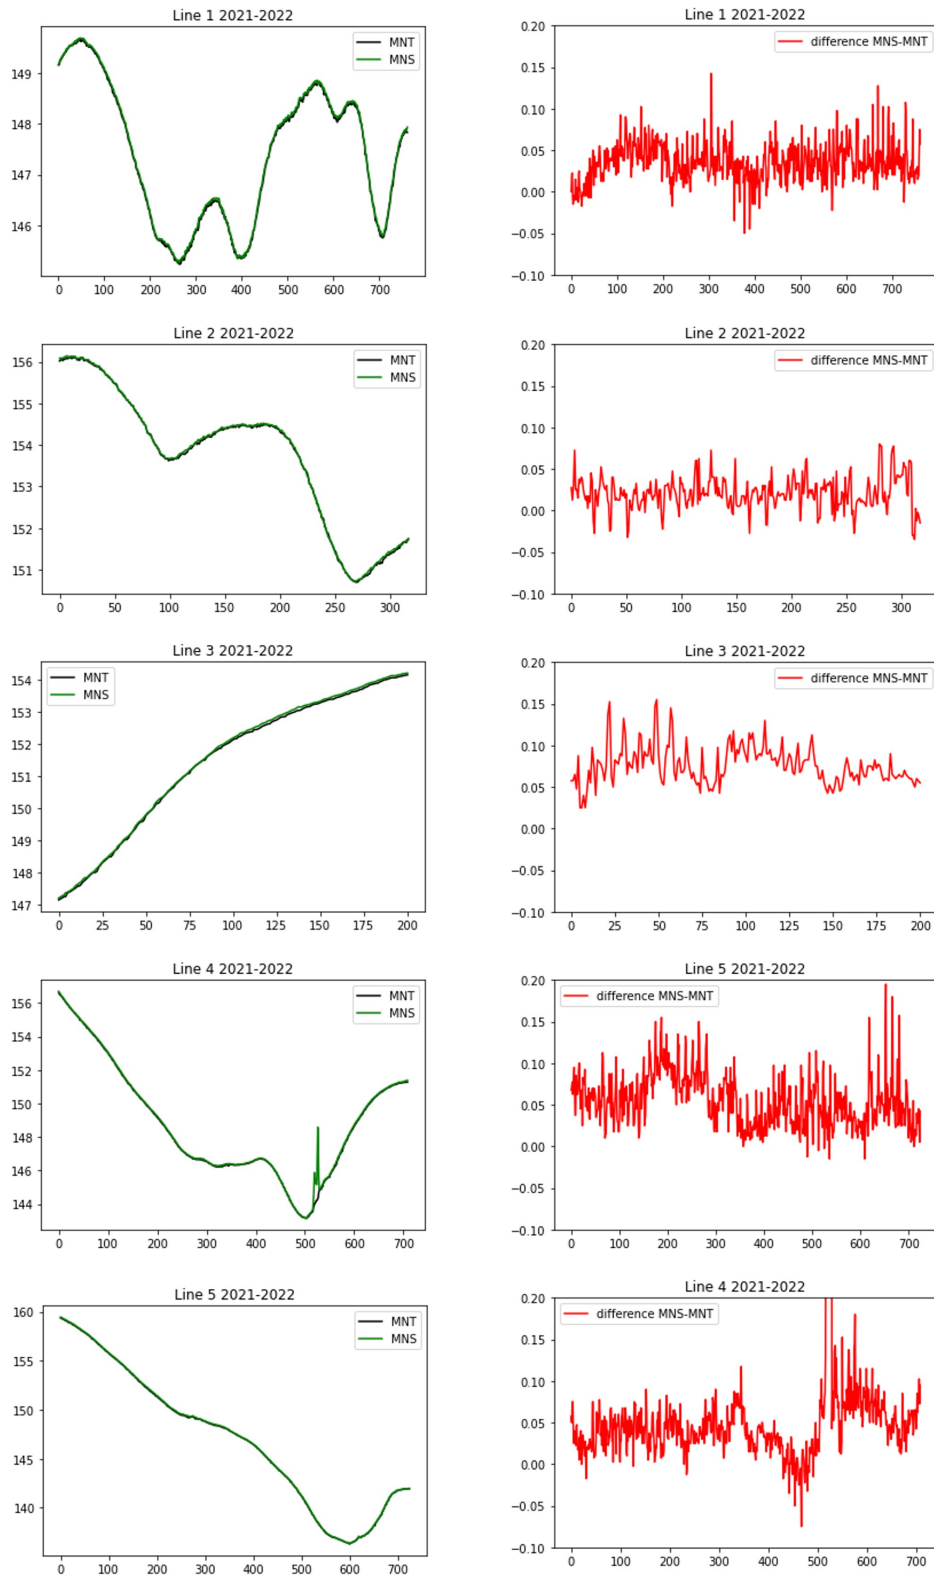 Line 1 2021-2022
MNT
MNS
149
148
147
146
0 100 200 300 400 500 600 700
Line 1 2021-2022
difference MNS-MNT
0.20
0.15
0.10
0.05
0.00
−0.05
−0.10
0 100 200 300 400 500 600 700
Line 2 2021-2022
MNT
MNS
156
155
154
153
152
151
0 50 100 150 200 250 300
Line 2 2021-2022
difference MNS-MNT
0.20
0.15
0.10
0.05
0.00
−0.05
−0.10
0 50 100 150 200 250 300
Line 3 2021-2022
MNT
MNS
154
153
152
151
150
149
148
147
0 25 50 75 100 125 150 175 200
Line 3 2021-2022
difference MNS-MNT
0.20
0.15
0.10
0.05
0.00
−0.05
−0.10
0 25 50 75 100 125 150 175 200
Line 4 2021-2022
MNT
MNS
156
154
152
150
148
146
144
0 100 200 300 400 500 600 700
Line 5 2021-2022
difference MNS-MNT
0.20
0.15
0.10
0.05
0.00
−0.05
−0.10
0 100 200 300 400 500 600 700
Line 5 2021-2022
MNT
MNS
160
155
150
145
140
0 100 200 300 400 500 600 700
Line 4 2021-2022
difference MNS-MNT
0.20
0.15
0.10
0.05
0.00
−0.05
−0.10
0 100 200 300 400 500 600 700